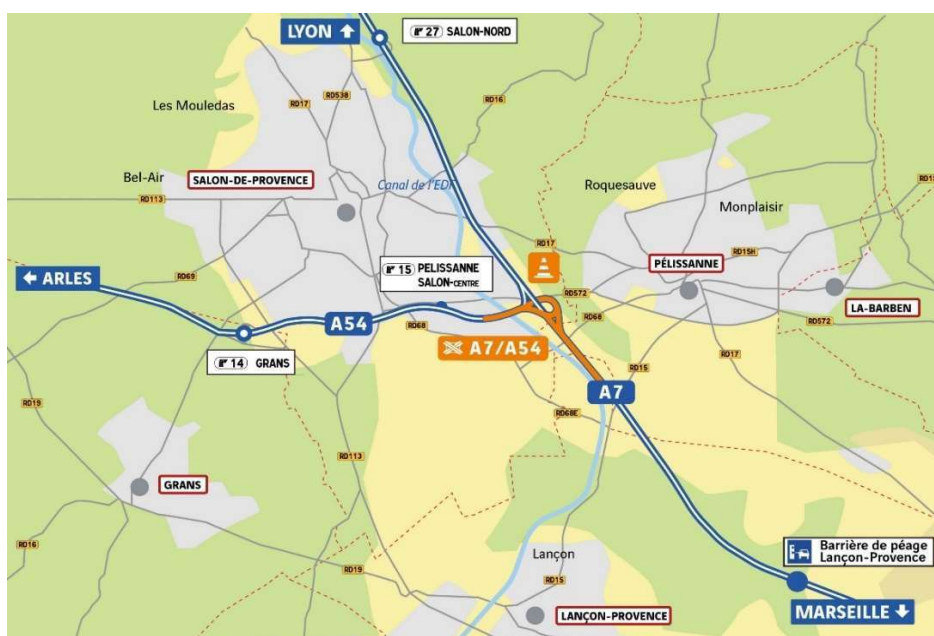 LYON ↑
27 SALON-NORD
Les Mouledas
RD17
RD538
RD16
Bel-Air
SALON-DE-PROVENCE
Canal de l'EDF
Roquesauve
Monplaisir
RD113
RD17
RD15H
← ARLES
RD69
15 PELISSANNE
SALON-CENTRE
PÉLISSANNE
RD572
LA-BARBEN
A54
RD68
RD68
RD572
14 GRANS
A7/A54
RD17
RD15
A7
RD19
RD68E
RD113
GRANS
RD16
Lançon
Barrière de péage
Lançon-Provence
RD19
RD15
LANÇON-PROVENCE
MARSEILLE ↓